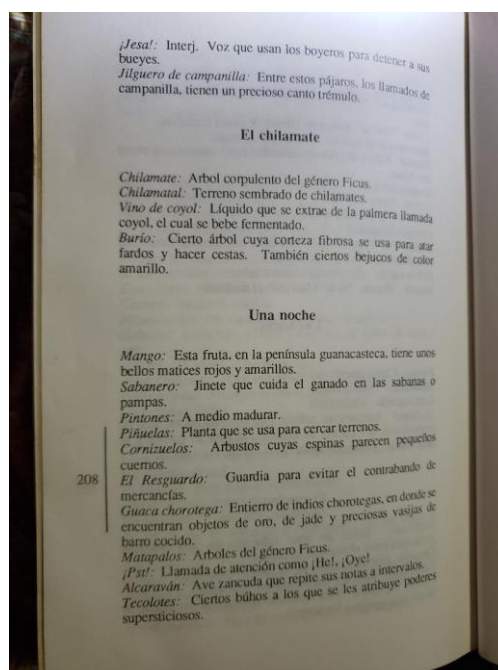 ¡Jesa!: Interj. Voz que usan los boyeros para detener a sus
bueyes.
Jilguero de campanilla: Entre estos pájaros, los llamados de
campanilla, tienen un precioso canto trémulo.
El chilamate
Chilamate: Arbol corpulento del género Ficus.
Chilamatal: Terreno sembrado de chilamates.
Vino de coyol: Líquido que se extrae de la palmera llamada
coyol, el cual se bebe fermentado.
Burío: Cierto árbol cuya corteza fibrosa se usa para atar
fardos y hacer cestas. También ciertos bejucos de color
amarillo.
Una noche
Mango: Esta fruta, en la península guanacasteca, tiene unos
bellos matices rojos y amarillos.
Sabanero: Jinete que cuida el ganado en las sabanas o
pampas.
Pintones: A medio madurar.
Piñuelas: Planta que se usa para cercar terrenos.
Cornizuelos: Arbustos cuyas espinas parecen pequeños
cuernos.
208 El Resguardo: Guardia para evitar el contrabando de
mercancías.
Guaca chorotega: Entierro de indios chorotegas, en donde se
encuentran objetos de oro, de jade y preciosas vasijas de
barro cocido.
Matapalos: Arboles del género Ficus.
¡Pst!: Llamada de atención como ¡He!, ¡Oye!
Alcaraván: Ave zancuda que repite sus notas a intervalos.
Tecolotes: Ciertos búhos a los que se les atribuye poderes
supersticiosos.